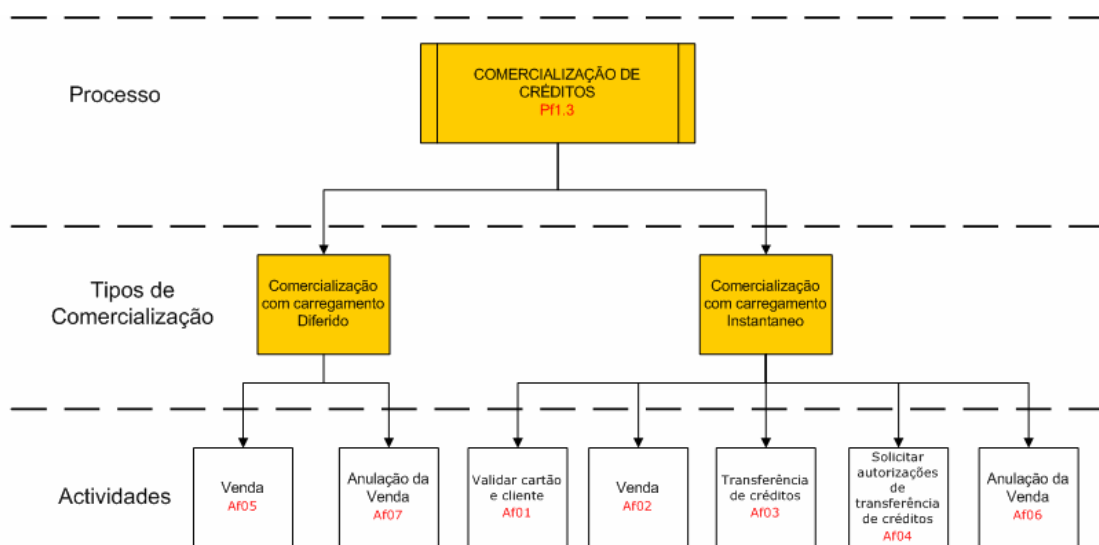 COMERCIALIZAÇÃO DE
CRÉDITOS
Pf1.3
Processo
Tipos de
Comercialização
Comercialização
com carregamento
Diferido
Comercialização
com carregamento
Instantaneo
Actividades
Venda
Af05
Anulação da
Venda
Af07
Validar cartão
e cliente
Af01
Venda
Af02
Transferência
de créditos
Af03
Solicitar
autorizações
de
transferência
de créditos
Af04
Anulação da
Venda
Af06